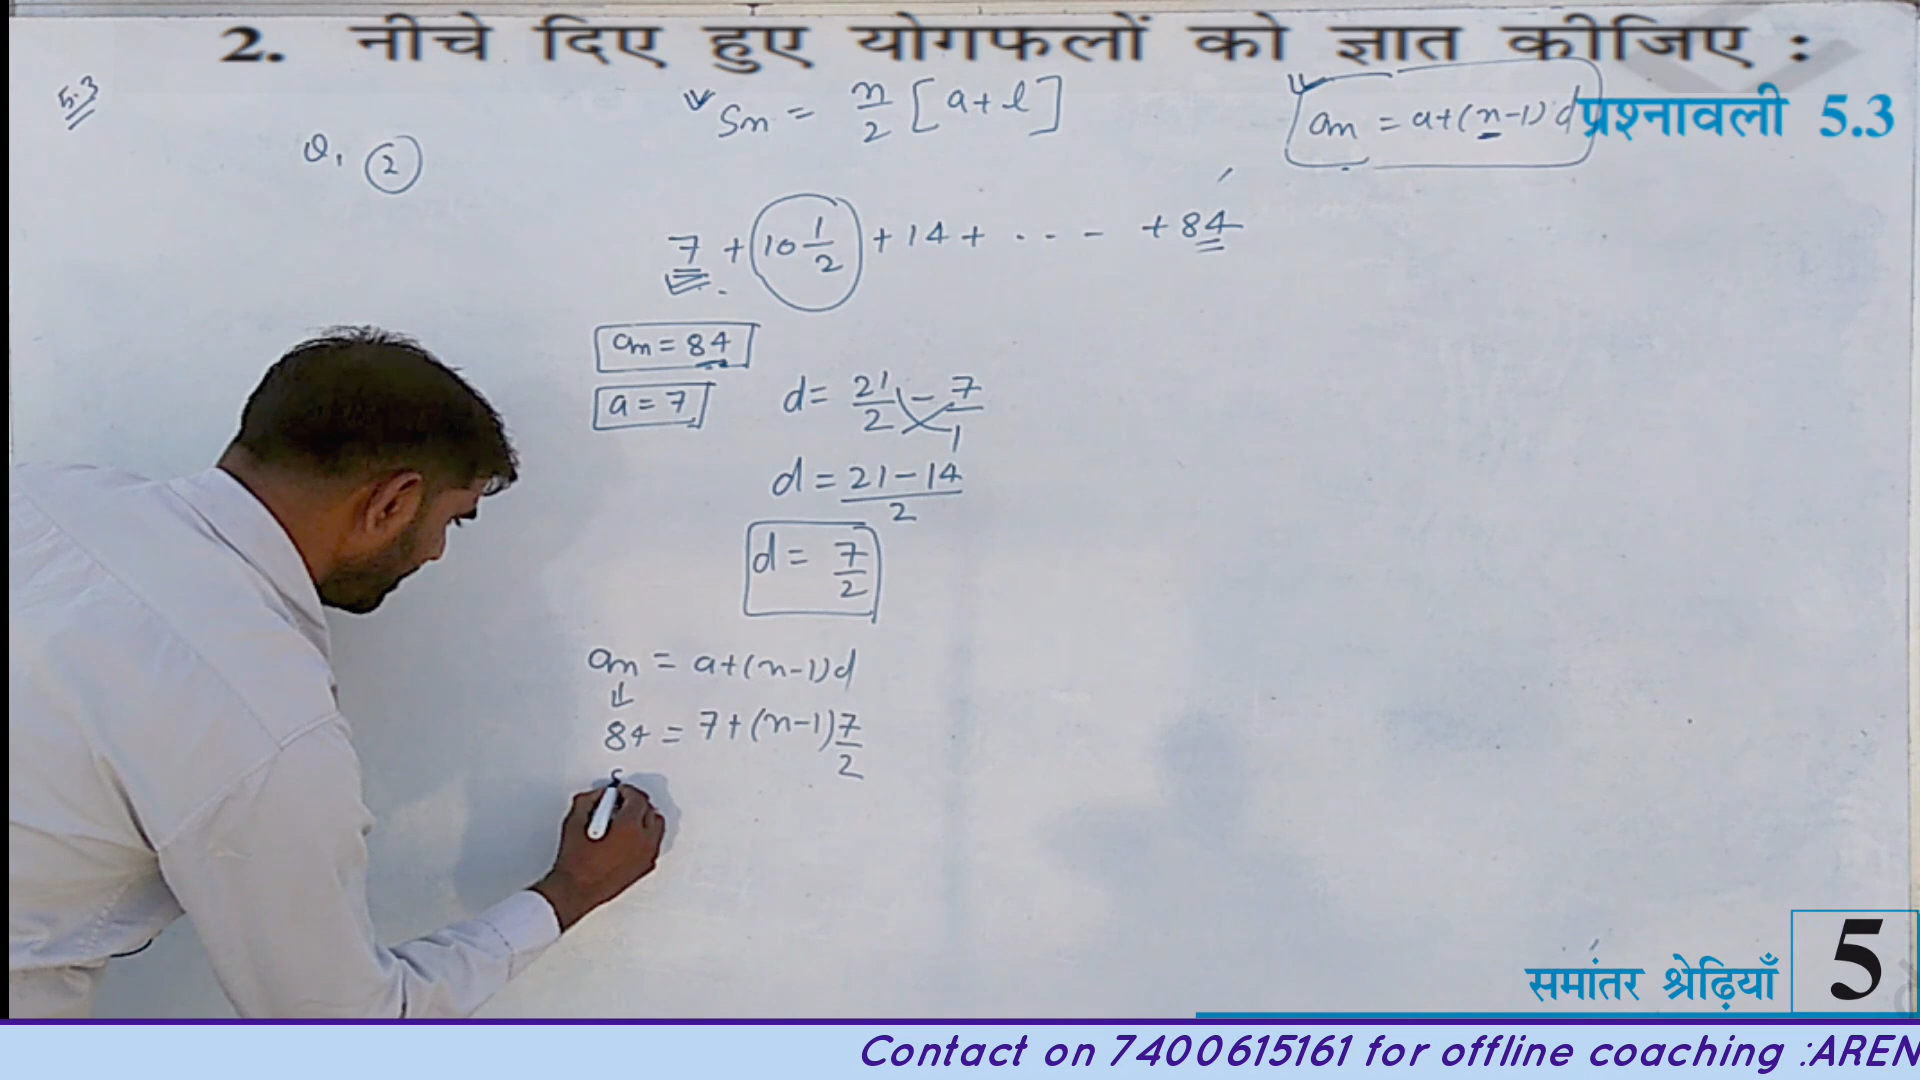 2. नीचे दिए हुए योगफलों को ज्ञात कीजिए :
5.3
Sn = n/2 [a+l]
an = a+(n-1)d
प्रश्नावली 5.3
Q. 2
7 + 10 1/2 + 14 + . . . - + 84
an = 84
a = 7
d = 21/2 - 7/1
d = 21-14/2
d = 7/2
an = a+(n-1)d
84 = 7+(n-1)7/2
समांतर श्रेढ़ियाँ 5
Contact on 7400615161 for offline coaching :AREN